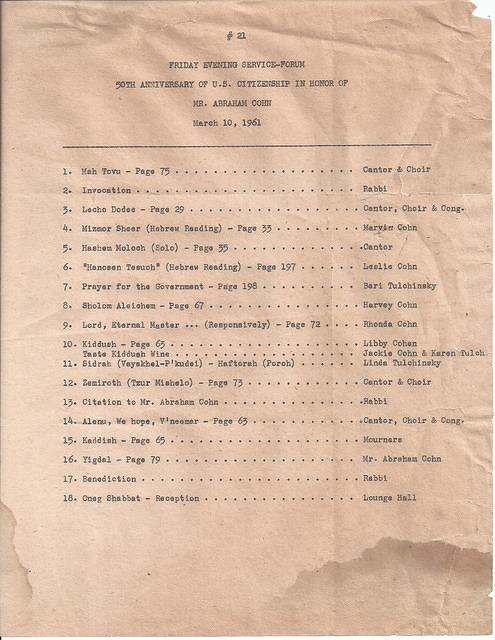 # 21
FRIDAY EVENING SERVICE-FORUM
50TH ANNIVERSARY OF U.S. CITIZENSHIP IN HONOR OF
MR. ABRAHAM COHN
March 10, 1961
1. Mah Tovu - Page 75 . . . . . . . . . . . . . . . . . . . Cantor & Choir
2. Invocation . . . . . . . . . . . . . . . . . . . . . . . Rabbi
3. Lecho Dodee - Page 29 . . . . . . . . . . . . . . . . . Cantor, Choir & Cong.
4. Mizmor Sheer (Hebrew Reading) - Page 33 . . . . . . . . Marvin Cohn
5. Hashem Moloch (Solo) - Page 35 . . . . . . . . . . . . .Cantor
6. "Hanosen Tesuoh" (Hebrew Reading) - Page 197 . . . . . . Leslie Cohn
7. Prayer for the Government - Page 198 . . . . . . . . . . Bari Tulchinsky
8. Sholom Aleichem - Page 67 . . . . . . . . . . . . . . . Harvey Cohn
9. Lord, Eternal Master ... (Responsively) - Page 72 . . . Rhonda Cohn
10. Kiddush - Page 65 . . . . . . . . . . . . . . . . . . . Libby Cohen
Taste Kiddush Wine . . . . . . . . . . . . . . . . . . Jackie Cohn & Karen Tulch.
11. Sidrah (Vayakhel-P'kudei) - Haftorah (Poroh) . . . . . . Linda Tulchinsky
12. Zemiroth (Tzur Mishelo) - Page 73 . . . . . . . . . . . Cantor & Choir
13. Citation to Mr. Abraham Cohn . . . . . . . . . . . . . .Rabbi
14. Alenu, We hope, V'neemar - Page 63 . . . . . . . . . . .Cantor, Choir & Cong.
15. Kaddish - Page 65 . . . . . . . . . . . . . . . . . . . Mourners
16. Yigdal - Page 79 . . . . . . . . . . . . . . . . . . . Mr. Abraham Cohn
17. Benediction . . . . . . . . . . . . . . . . . . . . . . Rabbi
18. Oneg Shabbat - Reception . . . . . . . . . . . . . . . Lounge Hall